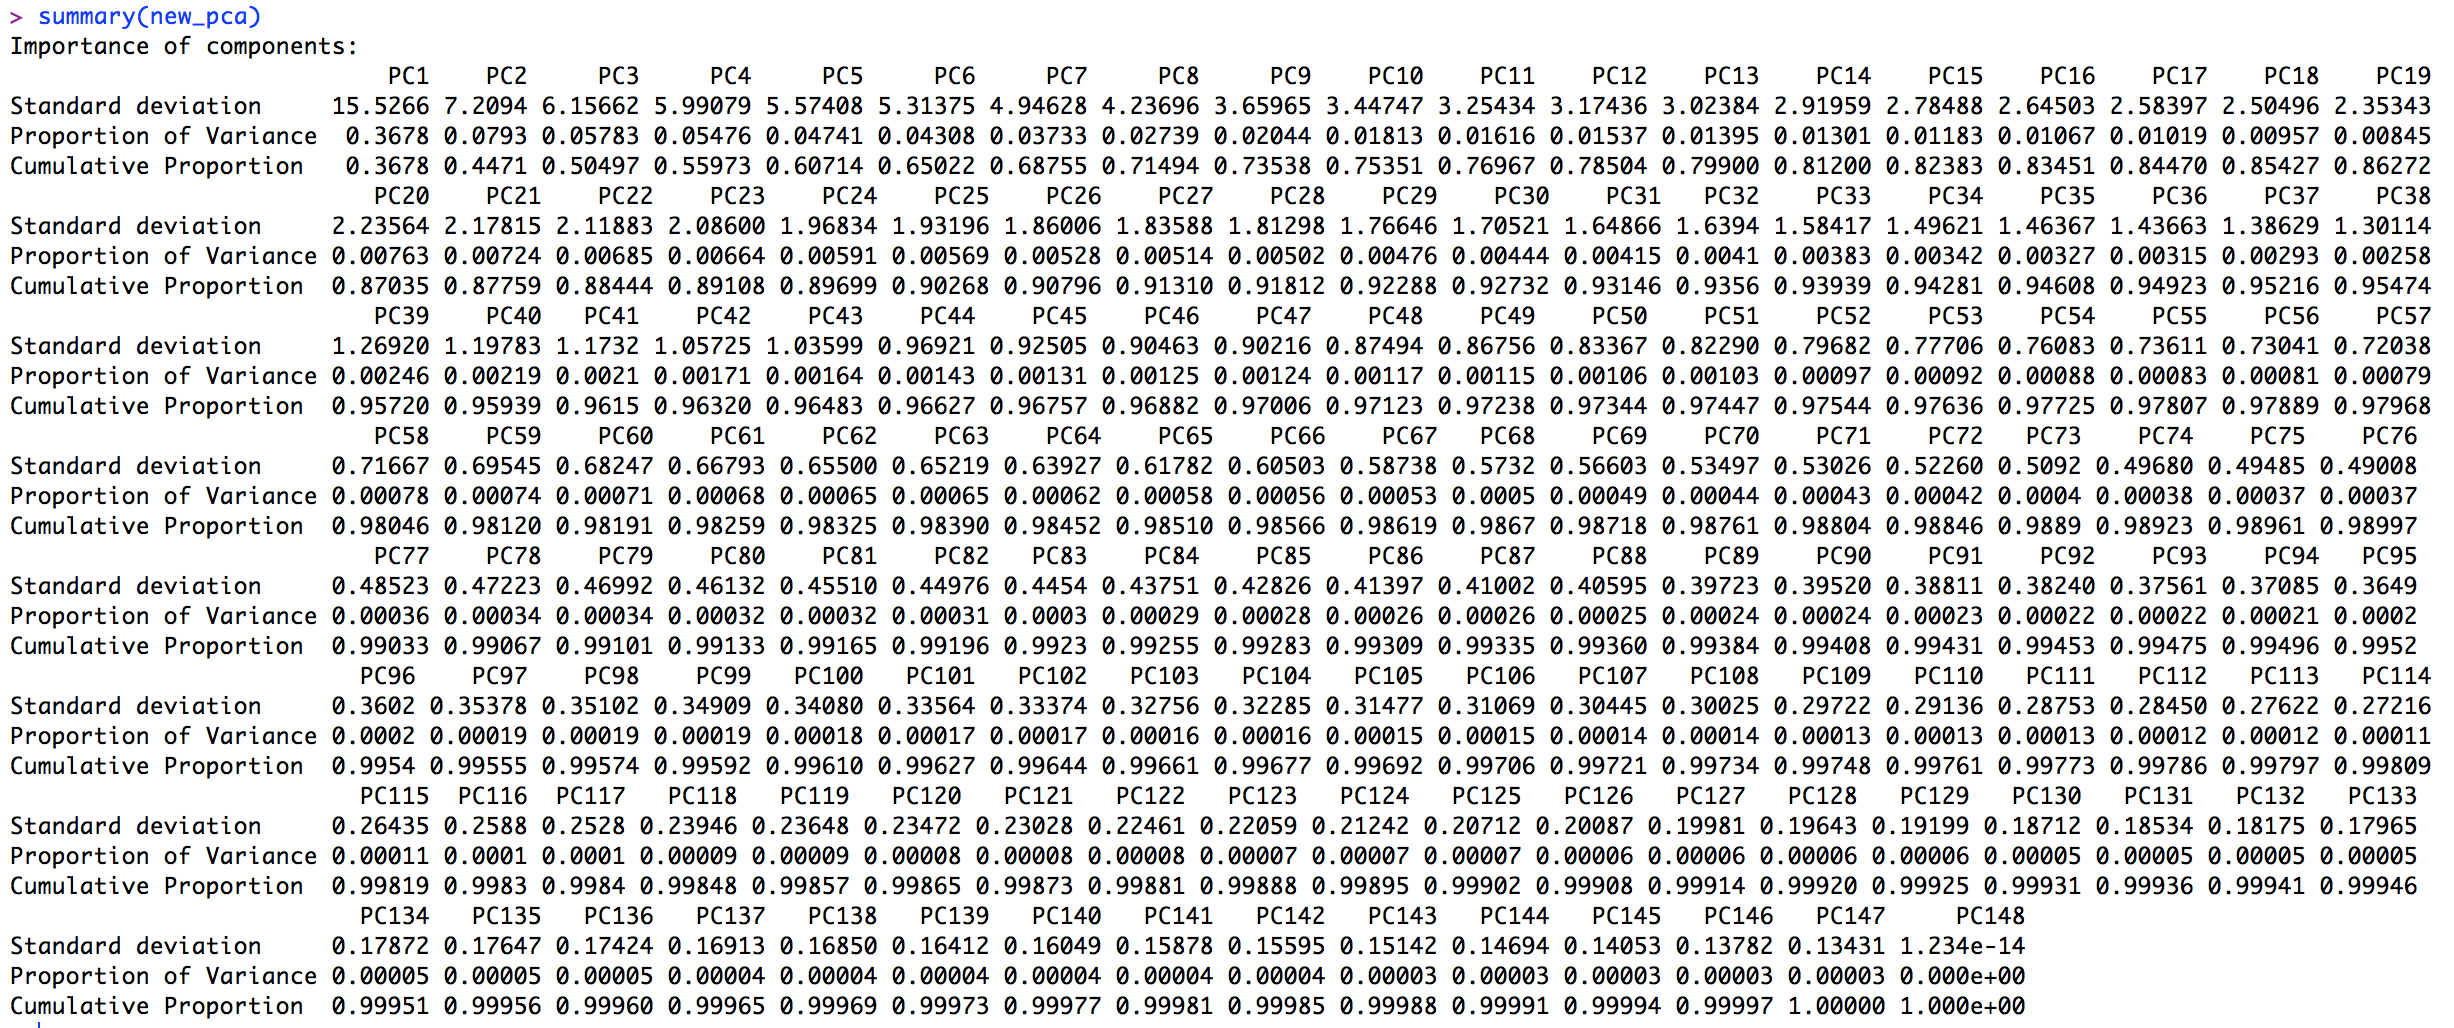 > summary(new_pca)
Importance of components:
PC1 PC2 PC3 PC4 PC5 PC6 PC7 PC8 PC9 PC10 PC11 PC12 PC13 PC14 PC15 PC16 PC17 PC18 PC19
Standard deviation 15.5266 7.2094 6.15662 5.99079 5.57408 5.31375 4.94628 4.23696 3.65965 3.44747 3.25434 3.17436 3.02384 2.91959 2.78488 2.64503 2.58397 2.50496 2.35343
Proportion of Variance 0.3678 0.0793 0.05783 0.05476 0.04741 0.04308 0.03733 0.02739 0.02044 0.01813 0.01616 0.01537 0.01395 0.01301 0.01183 0.01067 0.01019 0.00957 0.00845
Cumulative Proportion 0.3678 0.4471 0.50497 0.55973 0.60714 0.65022 0.68755 0.71494 0.73538 0.75351 0.76967 0.78504 0.79900 0.81200 0.82383 0.83451 0.84470 0.85427 0.86272
PC20 PC21 PC22 PC23 PC24 PC25 PC26 PC27 PC28 PC29 PC30 PC31 PC32 PC33 PC34 PC35 PC36 PC37 PC38
Standard deviation 2.23564 2.17815 2.11883 2.08600 1.96834 1.93196 1.86006 1.83588 1.81298 1.76646 1.70521 1.64866 1.6394 1.58417 1.49621 1.46367 1.43663 1.38629 1.30114
Proportion of Variance 0.00763 0.00724 0.00685 0.00664 0.00591 0.00569 0.00528 0.00514 0.00502 0.00476 0.00444 0.00415 0.0041 0.00383 0.00342 0.00327 0.00315 0.00293 0.00258
Cumulative Proportion 0.87035 0.87759 0.88444 0.89108 0.89699 0.90268 0.90796 0.91310 0.91812 0.92288 0.92732 0.93146 0.9356 0.93939 0.94281 0.94608 0.94923 0.95216 0.95474
PC39 PC40 PC41 PC42 PC43 PC44 PC45 PC46 PC47 PC48 PC49 PC50 PC51 PC52 PC53 PC54 PC55 PC56 PC57
Standard deviation 1.26920 1.19783 1.1732 1.05725 1.03599 0.96921 0.92505 0.90463 0.90216 0.87494 0.86756 0.83367 0.82290 0.79682 0.77706 0.76083 0.73611 0.73041 0.72038
Proportion of Variance 0.00246 0.00219 0.0021 0.00171 0.00164 0.00143 0.00131 0.00125 0.00124 0.00117 0.00115 0.00106 0.00103 0.00097 0.00092 0.00088 0.00083 0.00081 0.00079
Cumulative Proportion 0.95720 0.95939 0.9615 0.96320 0.96483 0.96627 0.96757 0.96882 0.97006 0.97123 0.97238 0.97344 0.97447 0.97544 0.97636 0.97725 0.97807 0.97889 0.97968
PC58 PC59 PC60 PC61 PC62 PC63 PC64 PC65 PC66 PC67 PC68 PC69 PC70 PC71 PC72 PC73 PC74 PC75 PC76
Standard deviation 0.71667 0.69545 0.68247 0.66793 0.65500 0.65219 0.63927 0.61782 0.60503 0.58738 0.5732 0.56603 0.53497 0.53026 0.52260 0.5092 0.49680 0.49485 0.49008
Proportion of Variance 0.00078 0.00074 0.00071 0.00068 0.00065 0.00065 0.00062 0.00058 0.00056 0.00053 0.0005 0.00049 0.00044 0.00043 0.00042 0.0004 0.00038 0.00037 0.00037
Cumulative Proportion 0.98046 0.98120 0.98191 0.98259 0.98325 0.98390 0.98452 0.98510 0.98566 0.98619 0.9867 0.98718 0.98761 0.98804 0.98846 0.9889 0.98923 0.98961 0.98997
PC77 PC78 PC79 PC80 PC81 PC82 PC83 PC84 PC85 PC86 PC87 PC88 PC89 PC90 PC91 PC92 PC93 PC94 PC95
Standard deviation 0.48523 0.47223 0.46992 0.46132 0.45510 0.44976 0.4454 0.43751 0.42826 0.41397 0.41002 0.40595 0.39723 0.39520 0.38811 0.38240 0.37561 0.37085 0.3649
Proportion of Variance 0.00036 0.00034 0.00034 0.00032 0.00032 0.00031 0.0003 0.00029 0.00028 0.00026 0.00026 0.00025 0.00024 0.00024 0.00023 0.00022 0.00022 0.00021 0.0002
Cumulative Proportion 0.99033 0.99067 0.99101 0.99133 0.99165 0.99196 0.9923 0.99255 0.99283 0.99309 0.99335 0.99360 0.99384 0.99408 0.99431 0.99453 0.99475 0.99496 0.9952
PC96 PC97 PC98 PC99 PC100 PC101 PC102 PC103 PC104 PC105 PC106 PC107 PC108 PC109 PC110 PC111 PC112 PC113 PC114
Standard deviation 0.3602 0.35378 0.35102 0.34909 0.34080 0.33564 0.33374 0.32756 0.32285 0.31477 0.31069 0.30445 0.30025 0.29722 0.29136 0.28753 0.28450 0.27622 0.27216
Proportion of Variance 0.0002 0.00019 0.00019 0.00019 0.00018 0.00017 0.00017 0.00016 0.00016 0.00015 0.00015 0.00014 0.00014 0.00013 0.00013 0.00013 0.00012 0.00012 0.00011
Cumulative Proportion 0.9954 0.99555 0.99574 0.99592 0.99610 0.99627 0.99644 0.99661 0.99677 0.99692 0.99706 0.99721 0.99734 0.99748 0.99761 0.99773 0.99786 0.99797 0.99809
PC115 PC116 PC117 PC118 PC119 PC120 PC121 PC122 PC123 PC124 PC125 PC126 PC127 PC128 PC129 PC130 PC131 PC132 PC133
Standard deviation 0.26435 0.2588 0.2528 0.23946 0.23648 0.23472 0.23028 0.22461 0.22059 0.21242 0.20712 0.20087 0.19981 0.19643 0.19199 0.18712 0.18534 0.18175 0.17965
Proportion of Variance 0.00011 0.0001 0.0001 0.00009 0.00009 0.00008 0.00008 0.00008 0.00007 0.00007 0.00007 0.00006 0.00006 0.00006 0.00006 0.00005 0.00005 0.00005 0.00005
Cumulative Proportion 0.99819 0.9983 0.9984 0.99848 0.99857 0.99865 0.99873 0.99881 0.99888 0.99895 0.99902 0.99908 0.99914 0.99920 0.99925 0.99931 0.99936 0.99941 0.99946
PC134 PC135 PC136 PC137 PC138 PC139 PC140 PC141 PC142 PC143 PC144 PC145 PC146 PC147 PC148
Standard deviation 0.17872 0.17647 0.17424 0.16913 0.16850 0.16412 0.16049 0.15878 0.15595 0.15142 0.14694 0.14053 0.13782 0.13431 1.234e-14
Proportion of Variance 0.00005 0.00005 0.00005 0.00004 0.00004 0.00004 0.00004 0.00004 0.00004 0.00003 0.00003 0.00003 0.00003 0.00003 0.000e+00
Cumulative Proportion 0.99951 0.99956 0.99960 0.99965 0.99969 0.99973 0.99977 0.99981 0.99985 0.99988 0.99991 0.99994 0.99997 1.00000 1.000e+00